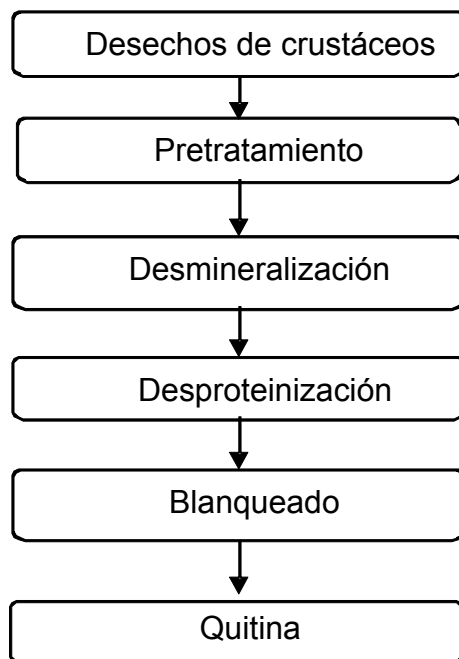 Desechos de crustáceos
Pretratamiento
Desmineralización
Desproteinización
Blanqueado
Quitina